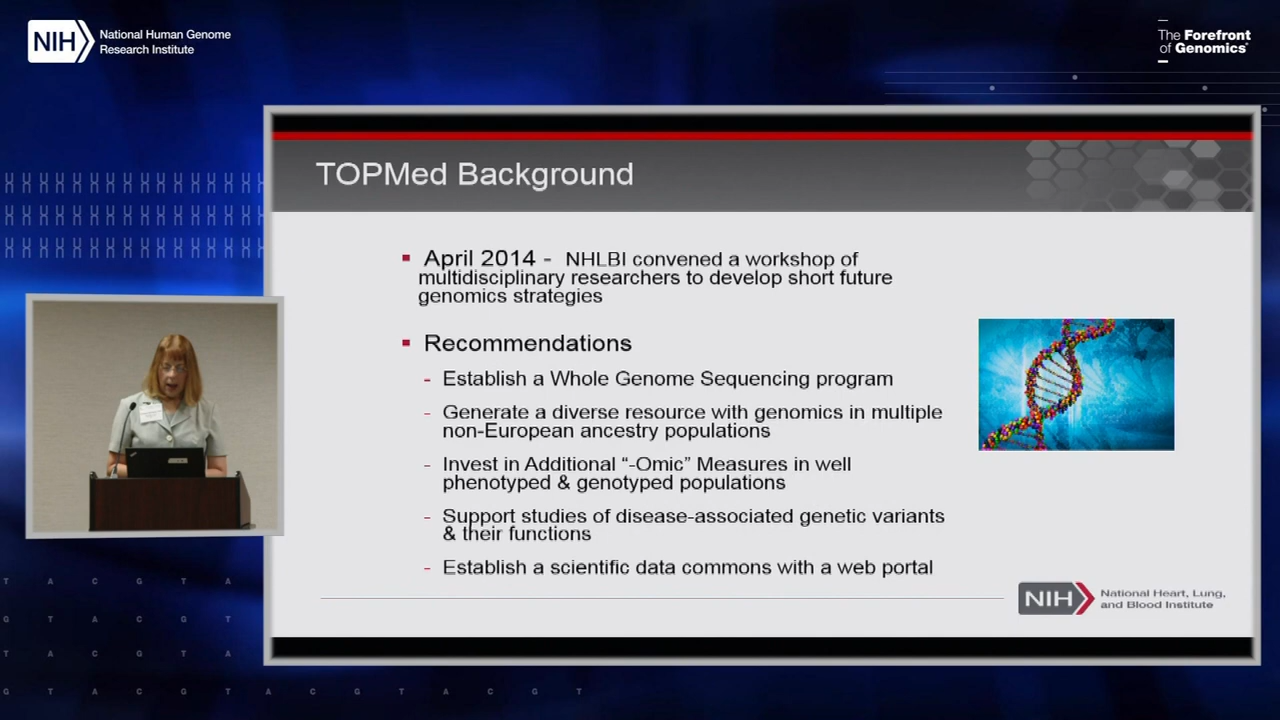 NIH National Human Genome
Research Institute
The Forefront
of Genomics®
TOPMed Background
▪ April 2014 - NHLBI convened a workshop of
multidisciplinary researchers to develop short future
genomics strategies
▪ Recommendations
- Establish a Whole Genome Sequencing program
- Generate a diverse resource with genomics in multiple
non-European ancestry populations
- Invest in Additional “-Omic” Measures in well
phenotyped & genotyped populations
- Support studies of disease-associated genetic variants
& their functions
- Establish a scientific data commons with a web portal
NIH National Heart, Lung,
and Blood Institute
T A C G T A
G T A C G T
T A C G T A
G T A C G T A C G T A C G T